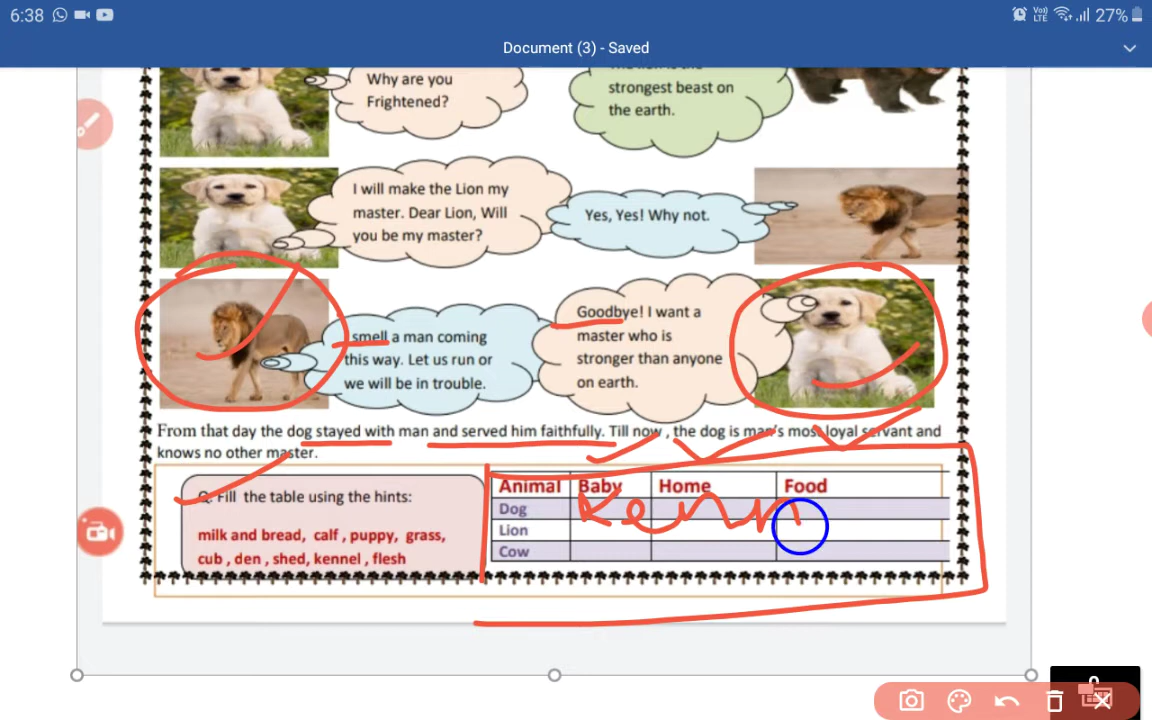 6:38
Vo))
LTE
27%
Document (3) - Saved
Why are you
Frightened?
strongest beast on
the earth.
I will make the Lion my
master. Dear Lion, Will
you be my master?
Yes, Yes! Why not.
I smell a man coming
this way. Let us run or
we will be in trouble.
Goodbye! I want a
master who is
stronger than anyone
on earth.
From that day the dog stayed with man and served him faithfully. Till now , the dog is man's most loyal servant and
knows no other master.
Q. Fill the table using the hints:
milk and bread, calf , puppy, grass,
cub , den , shed, kennel , flesh
Animal Baby Home Food
Dog
Lion
Cow
Kenn